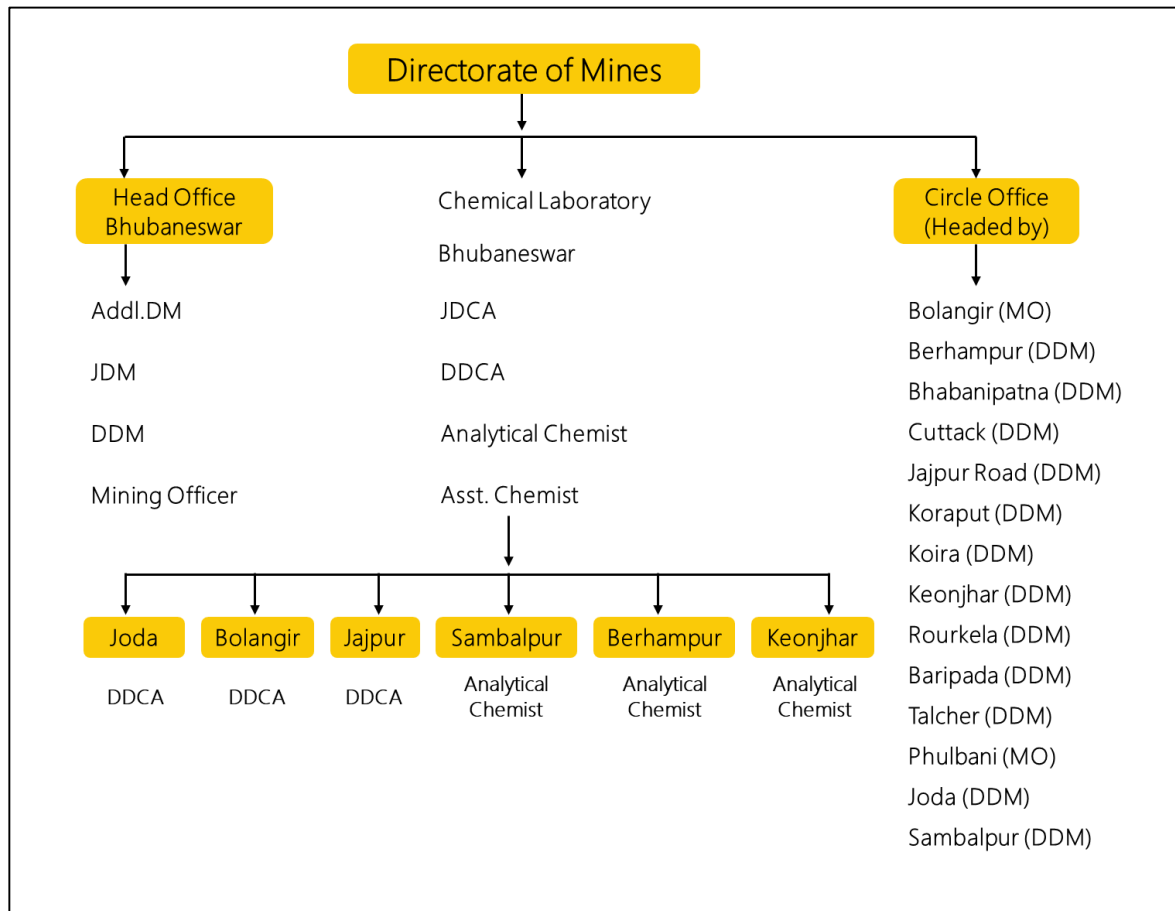 Directorate of Mines
Head Office
Bhubaneswar
Addl.DM
JDM
DDM
Mining Officer
Chemical Laboratory
Bhubaneswar
JDCA
DDCA
Analytical Chemist
Asst. Chemist
Joda
DDCA
Bolangir
DDCA
Jajpur
DDCA
Sambalpur
Analytical
Chemist
Berhampur
Analytical
Chemist
Keonjhar
Analytical
Chemist
Circle Office
(Headed by)
Bolangir (MO)
Berhampur (DDM)
Bhabanipatna (DDM)
Cuttack (DDM)
Jajpur Road (DDM)
Koraput (DDM)
Koira (DDM)
Keonjhar (DDM)
Rourkela (DDM)
Baripada (DDM)
Talcher (DDM)
Phulbani (MO)
Joda (DDM)
Sambalpur (DDM)